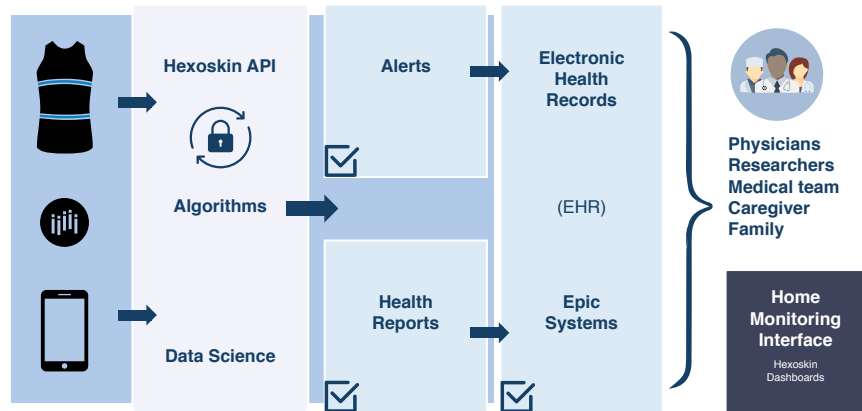 Hexoskin API
Algorithms
Data Science
Alerts
Health
Reports
Electronic
Health
Records
(EHR)
Epic
Systems
Physicians
Researchers
Medical team
Caregiver
Family
Home
Monitoring
Interface
Hexoskin
Dashboards